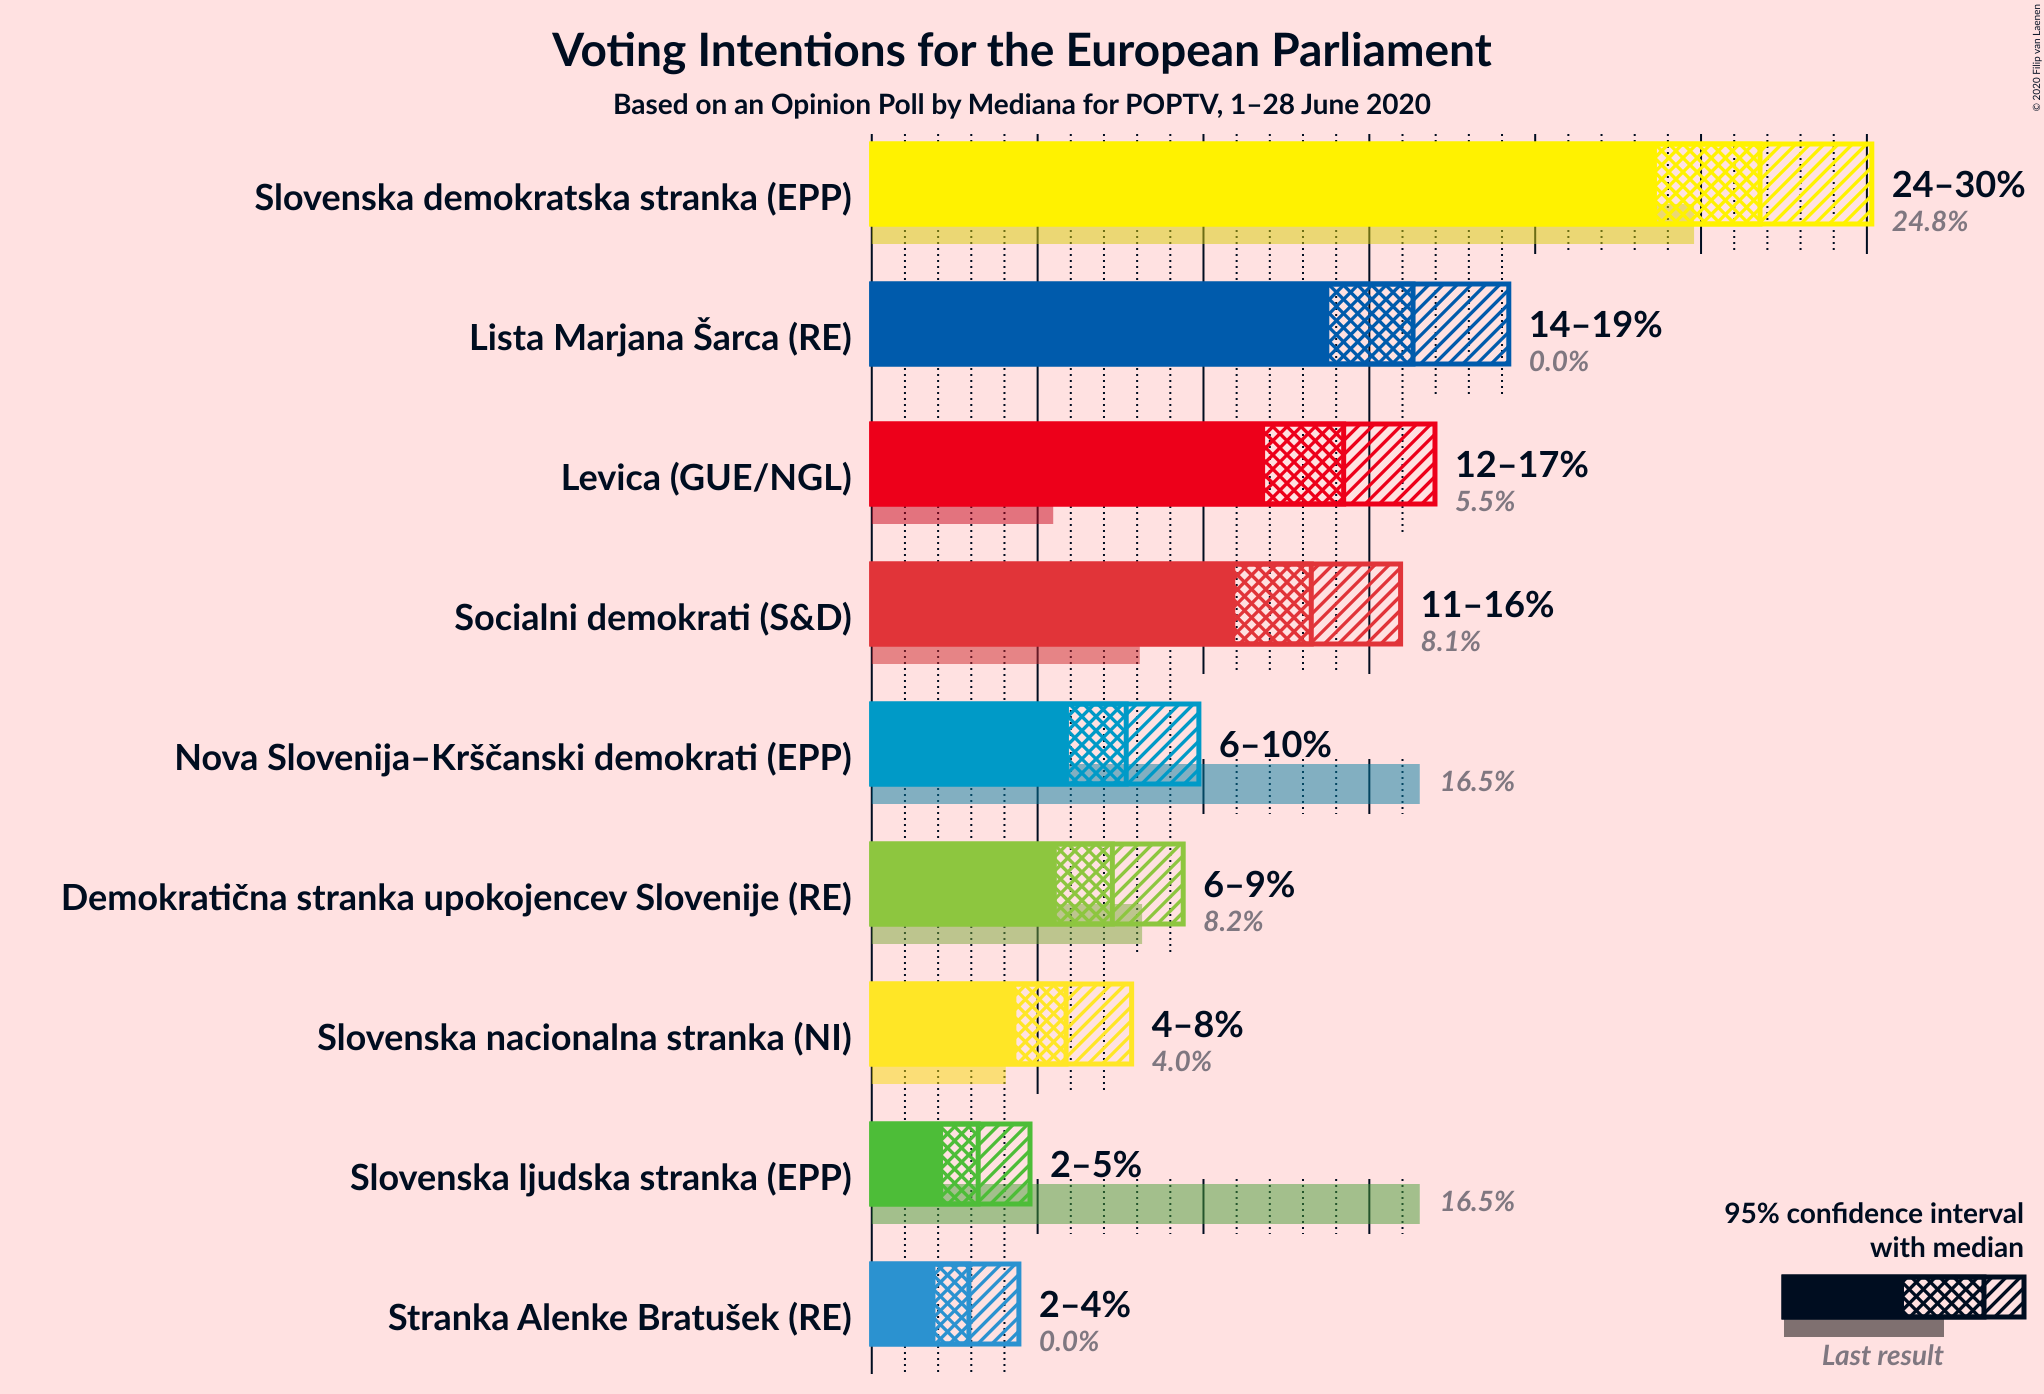 Voting Intentions for the European Parliament
Based on an Opinion Poll by Mediana for POPTV, 1–28 June 2020
© 2020 Filip van Laenen
Slovenska demokratska stranka (EPP)
24–30%
24.8%
Lista Marjana Šarca (RE)
14–19%
0.0%
Levica (GUE/NGL)
12–17%
5.5%
Socialni demokrati (S&D)
11–16%
8.1%
Nova Slovenija–Krščanski demokrati (EPP)
6–10%
16.5%
Demokratična stranka upokojencev Slovenije (RE)
6–9%
8.2%
Slovenska nacionalna stranka (NI)
4–8%
4.0%
Slovenska ljudska stranka (EPP)
2–5%
16.5%
Stranka Alenke Bratušek (RE)
2–4%
0.0%
95% confidence interval
with median
Last result